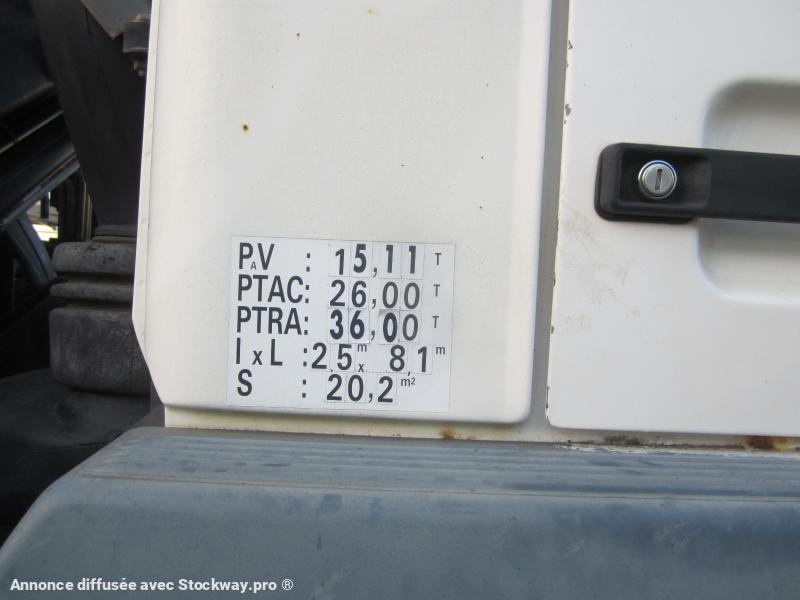 PAV : 15,11 T
PTAC: 26,00 T
PTRA: 36,00 T
l x L : 2,5 m x 8,1 m
S : 20,2 m²
Annonce diffusée avec Stockway.pro ®